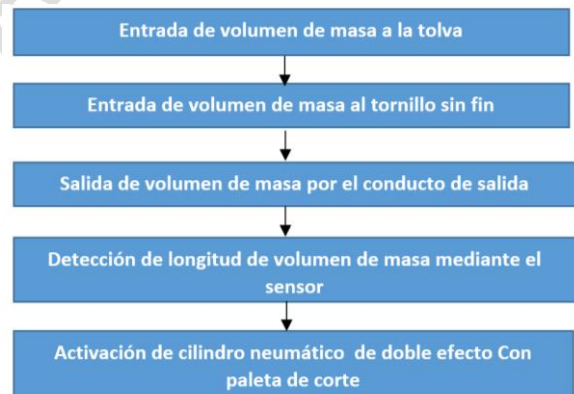 Entrada de volumen de masa a la tolva
Entrada de volumen de masa al tornillo sin fin
Salida de volumen de masa por el conducto de salida
Detección de longitud de volumen de masa mediante el
sensor
Activación de cilindro neumático de doble efecto Con
paleta de corte